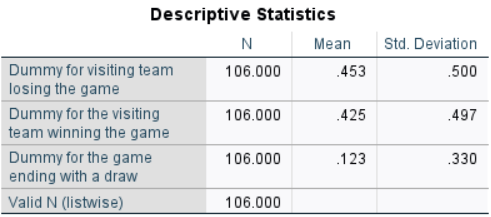 Descriptive Statistics
N Mean Std. Deviation
Dummy for visiting team
losing the game 106.000 .453 .500
Dummy for the visiting
team winning the game 106.000 .425 .497
Dummy for the game
ending with a draw 106.000 .123 .330
Valid N (listwise) 106.000